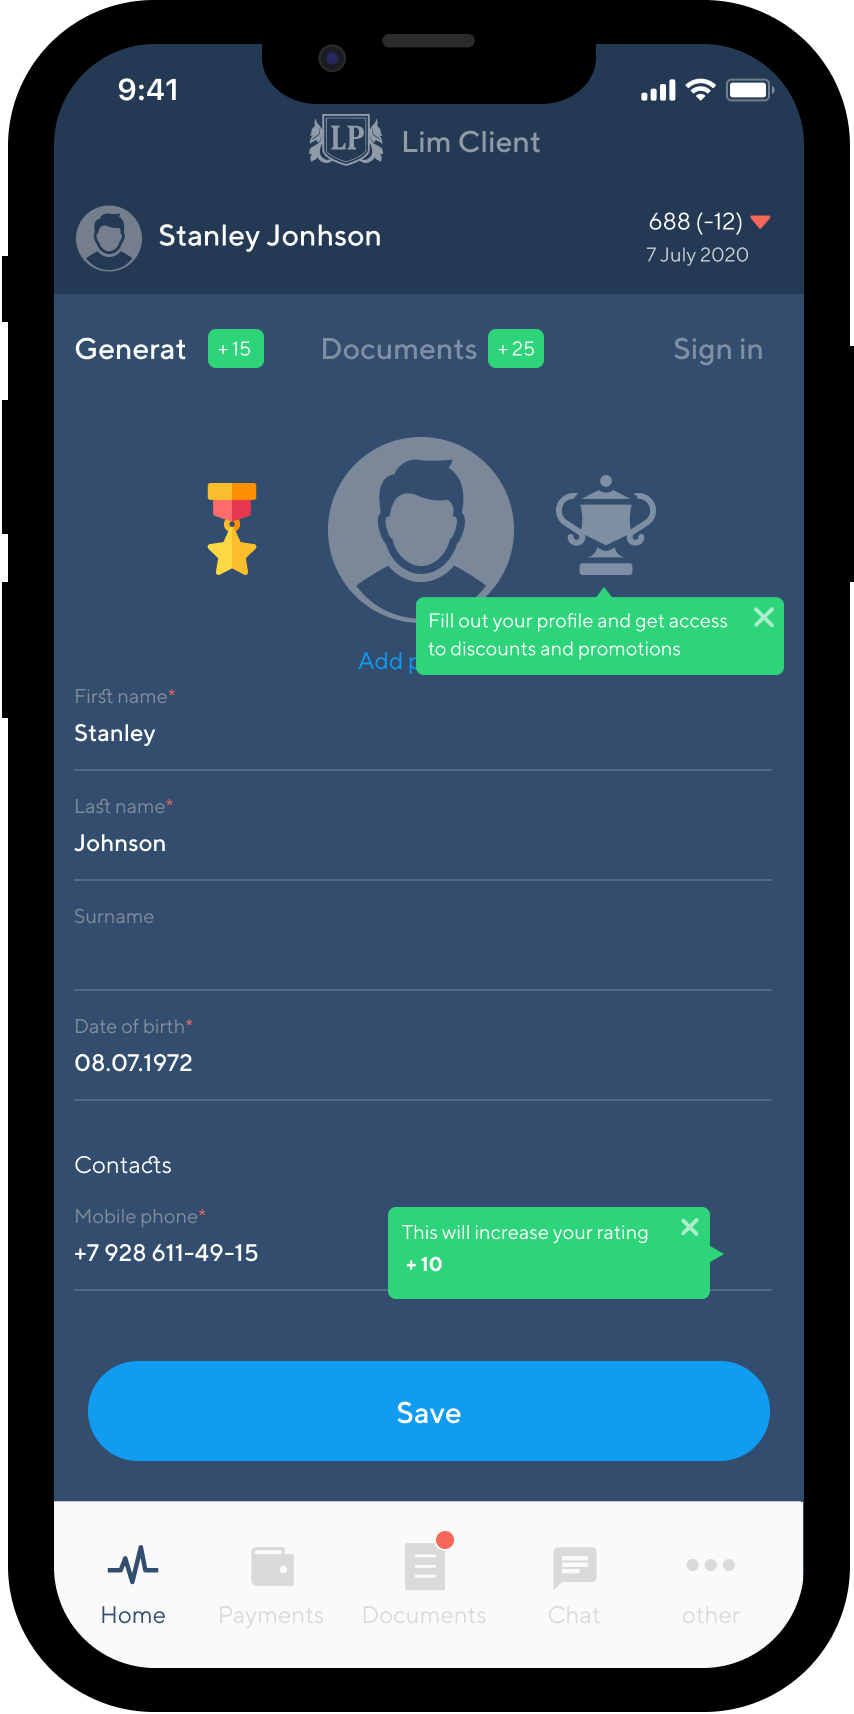 9:41
LP Lim Client
Stanley Jonhson
688 (-12)
7 July 2020
Generat +15 Documents +25 Sign in
Fill out your profile and get access
to discounts and promotions
Add
First name*
Stanley
Last name*
Johnson
Surname
Date of birth*
08.07.1972
Contacts
Mobile phone*
+7 928 611-49-15
This will increase your rating
+ 10
Save
Home Payments Documents Chat other